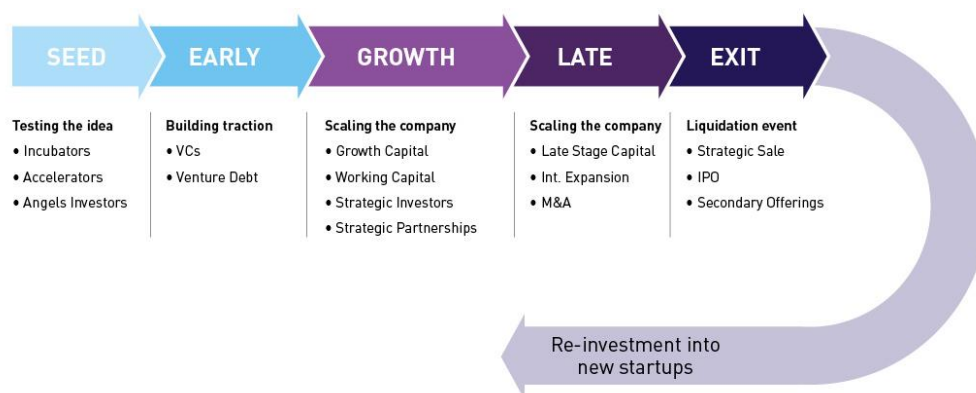 SEED
EARLY
GROWTH
LATE
EXIT
Testing the idea
• Incubators
• Accelerators
• Angels Investors
Building traction
• VCs
• Venture Debt
Scaling the company
• Growth Capital
• Working Capital
• Strategic Investors
• Strategic Partnerships
Scaling the company
• Late Stage Capital
• Int. Expansion
• M&A
Liquidation event
• Strategic Sale
• IPO
• Secondary Offerings
Re-investment into
new startups